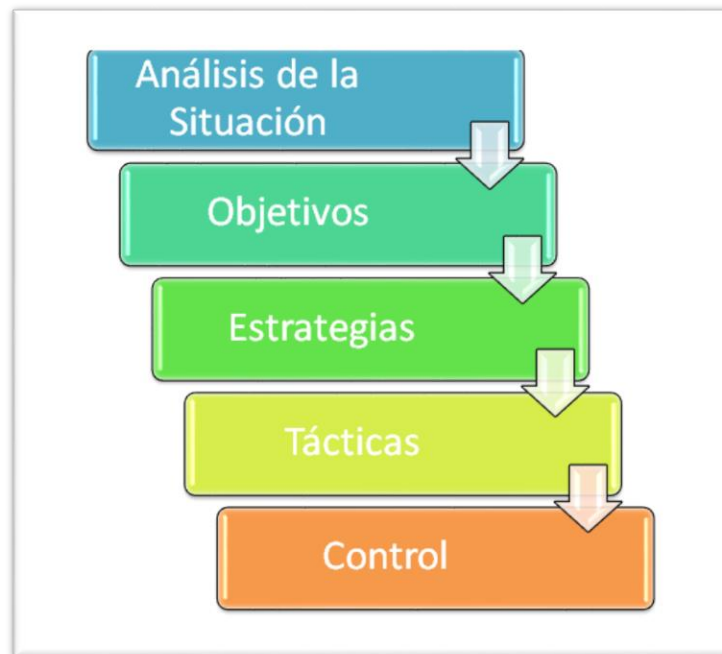 Análisis de la
Situación
Objetivos
Estrategias
Tácticas
Control